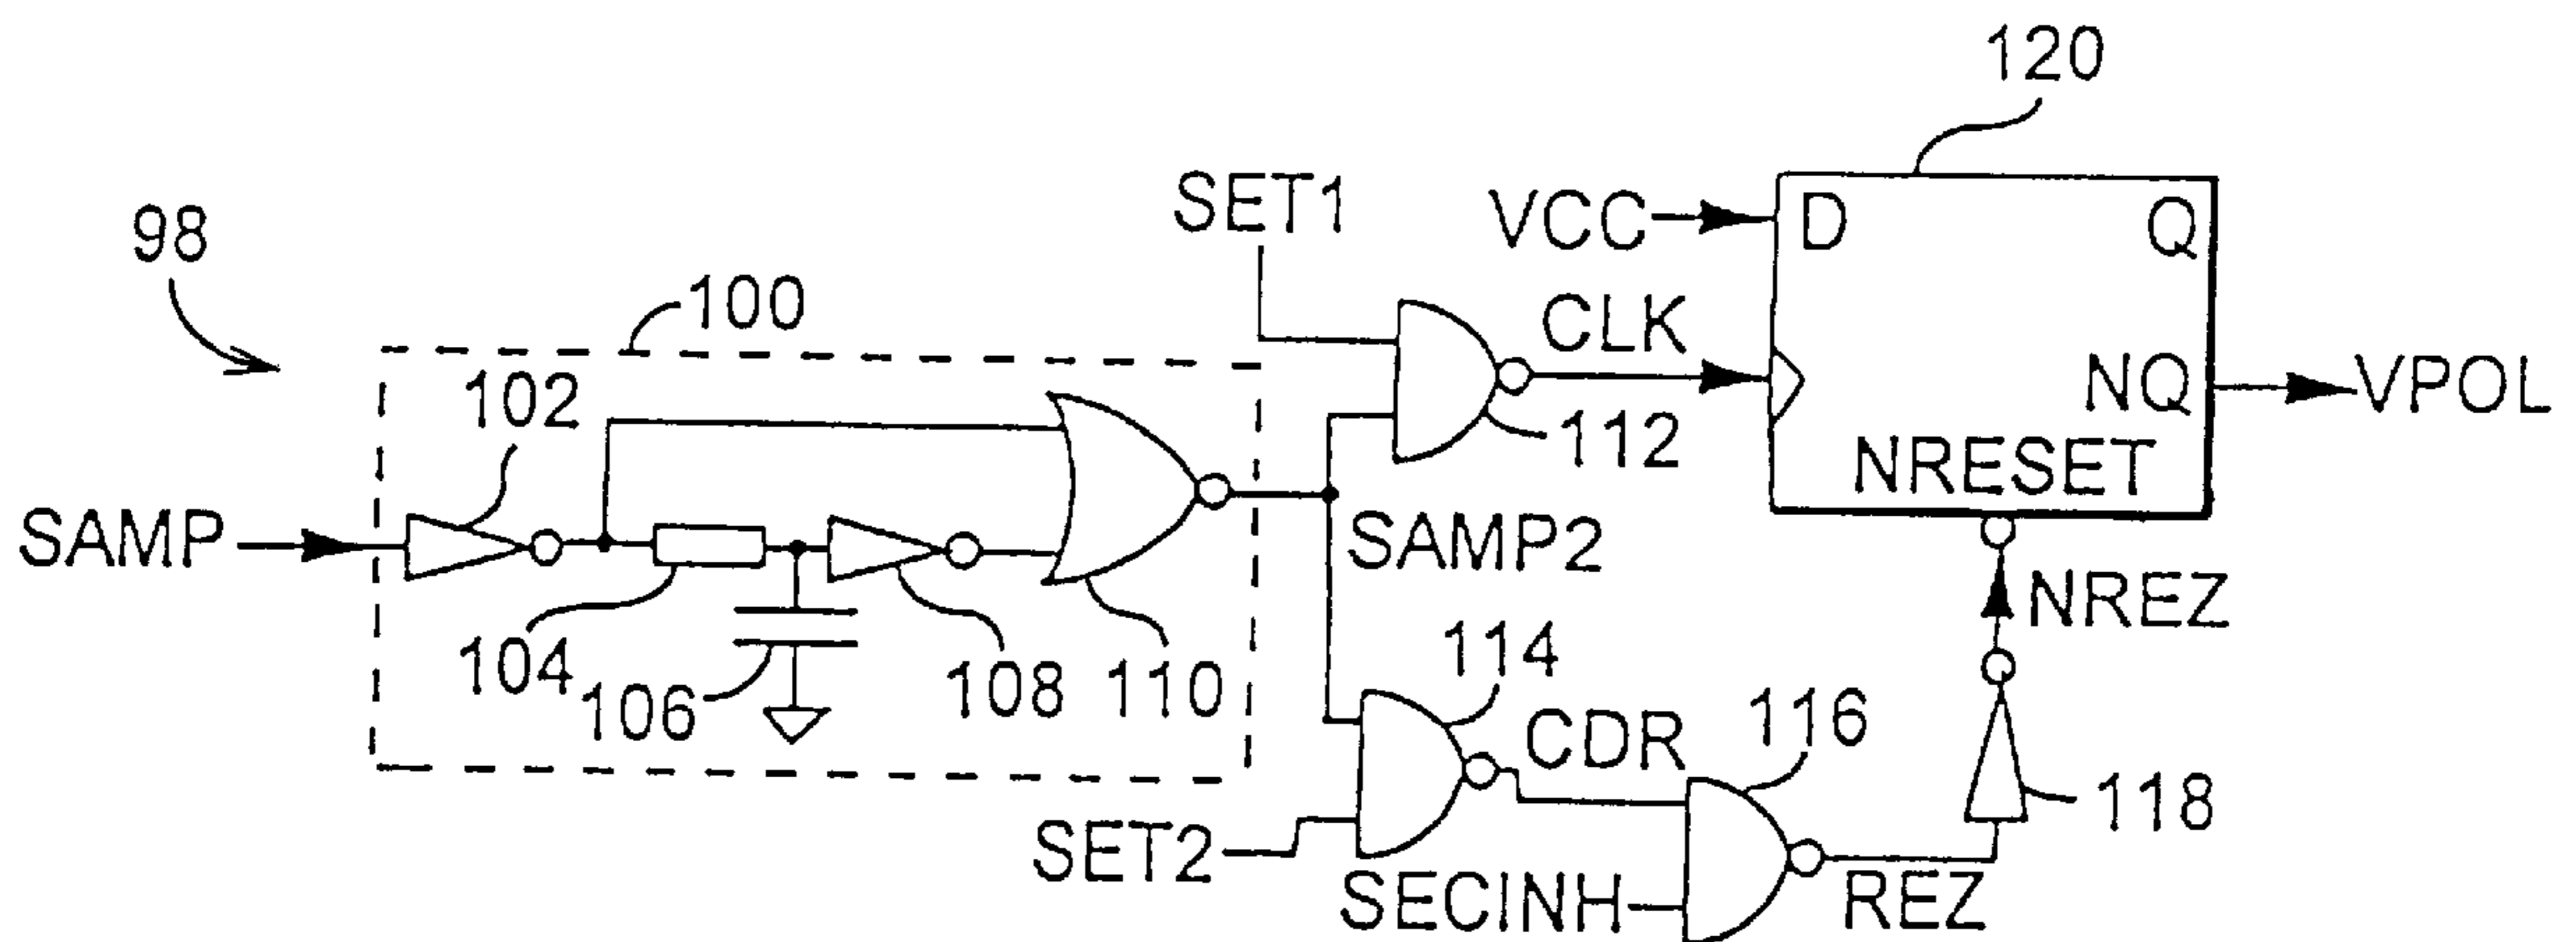 120
SET1
VCC
D
Q
98
100
CLK
102
NQ
VPOL
112
NRESET
SAMP
SAMP2
NREZ
104
106
108
110
114
CDR
116
118
SET2
SECINH
REZ